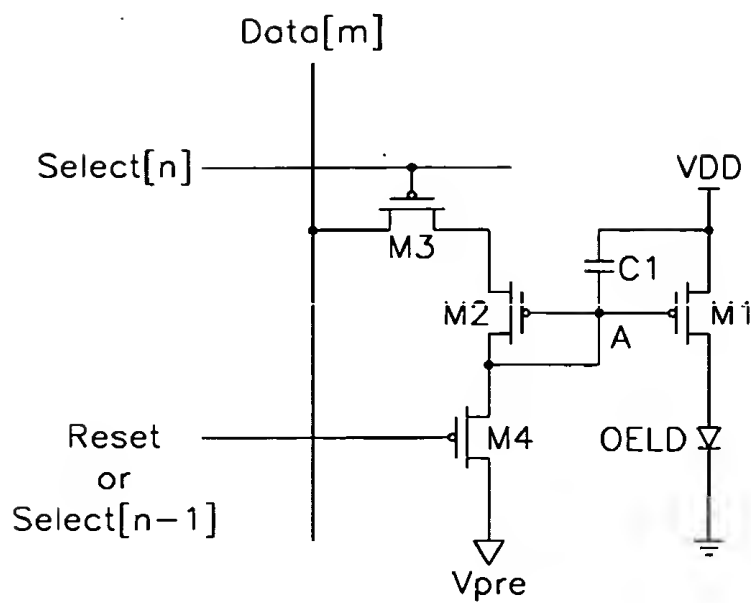 Data[m]
Select[n]
VDD
M3
C1
M2
M1
A
Reset
or
Select[n-1]
M4
OELD
Vpre